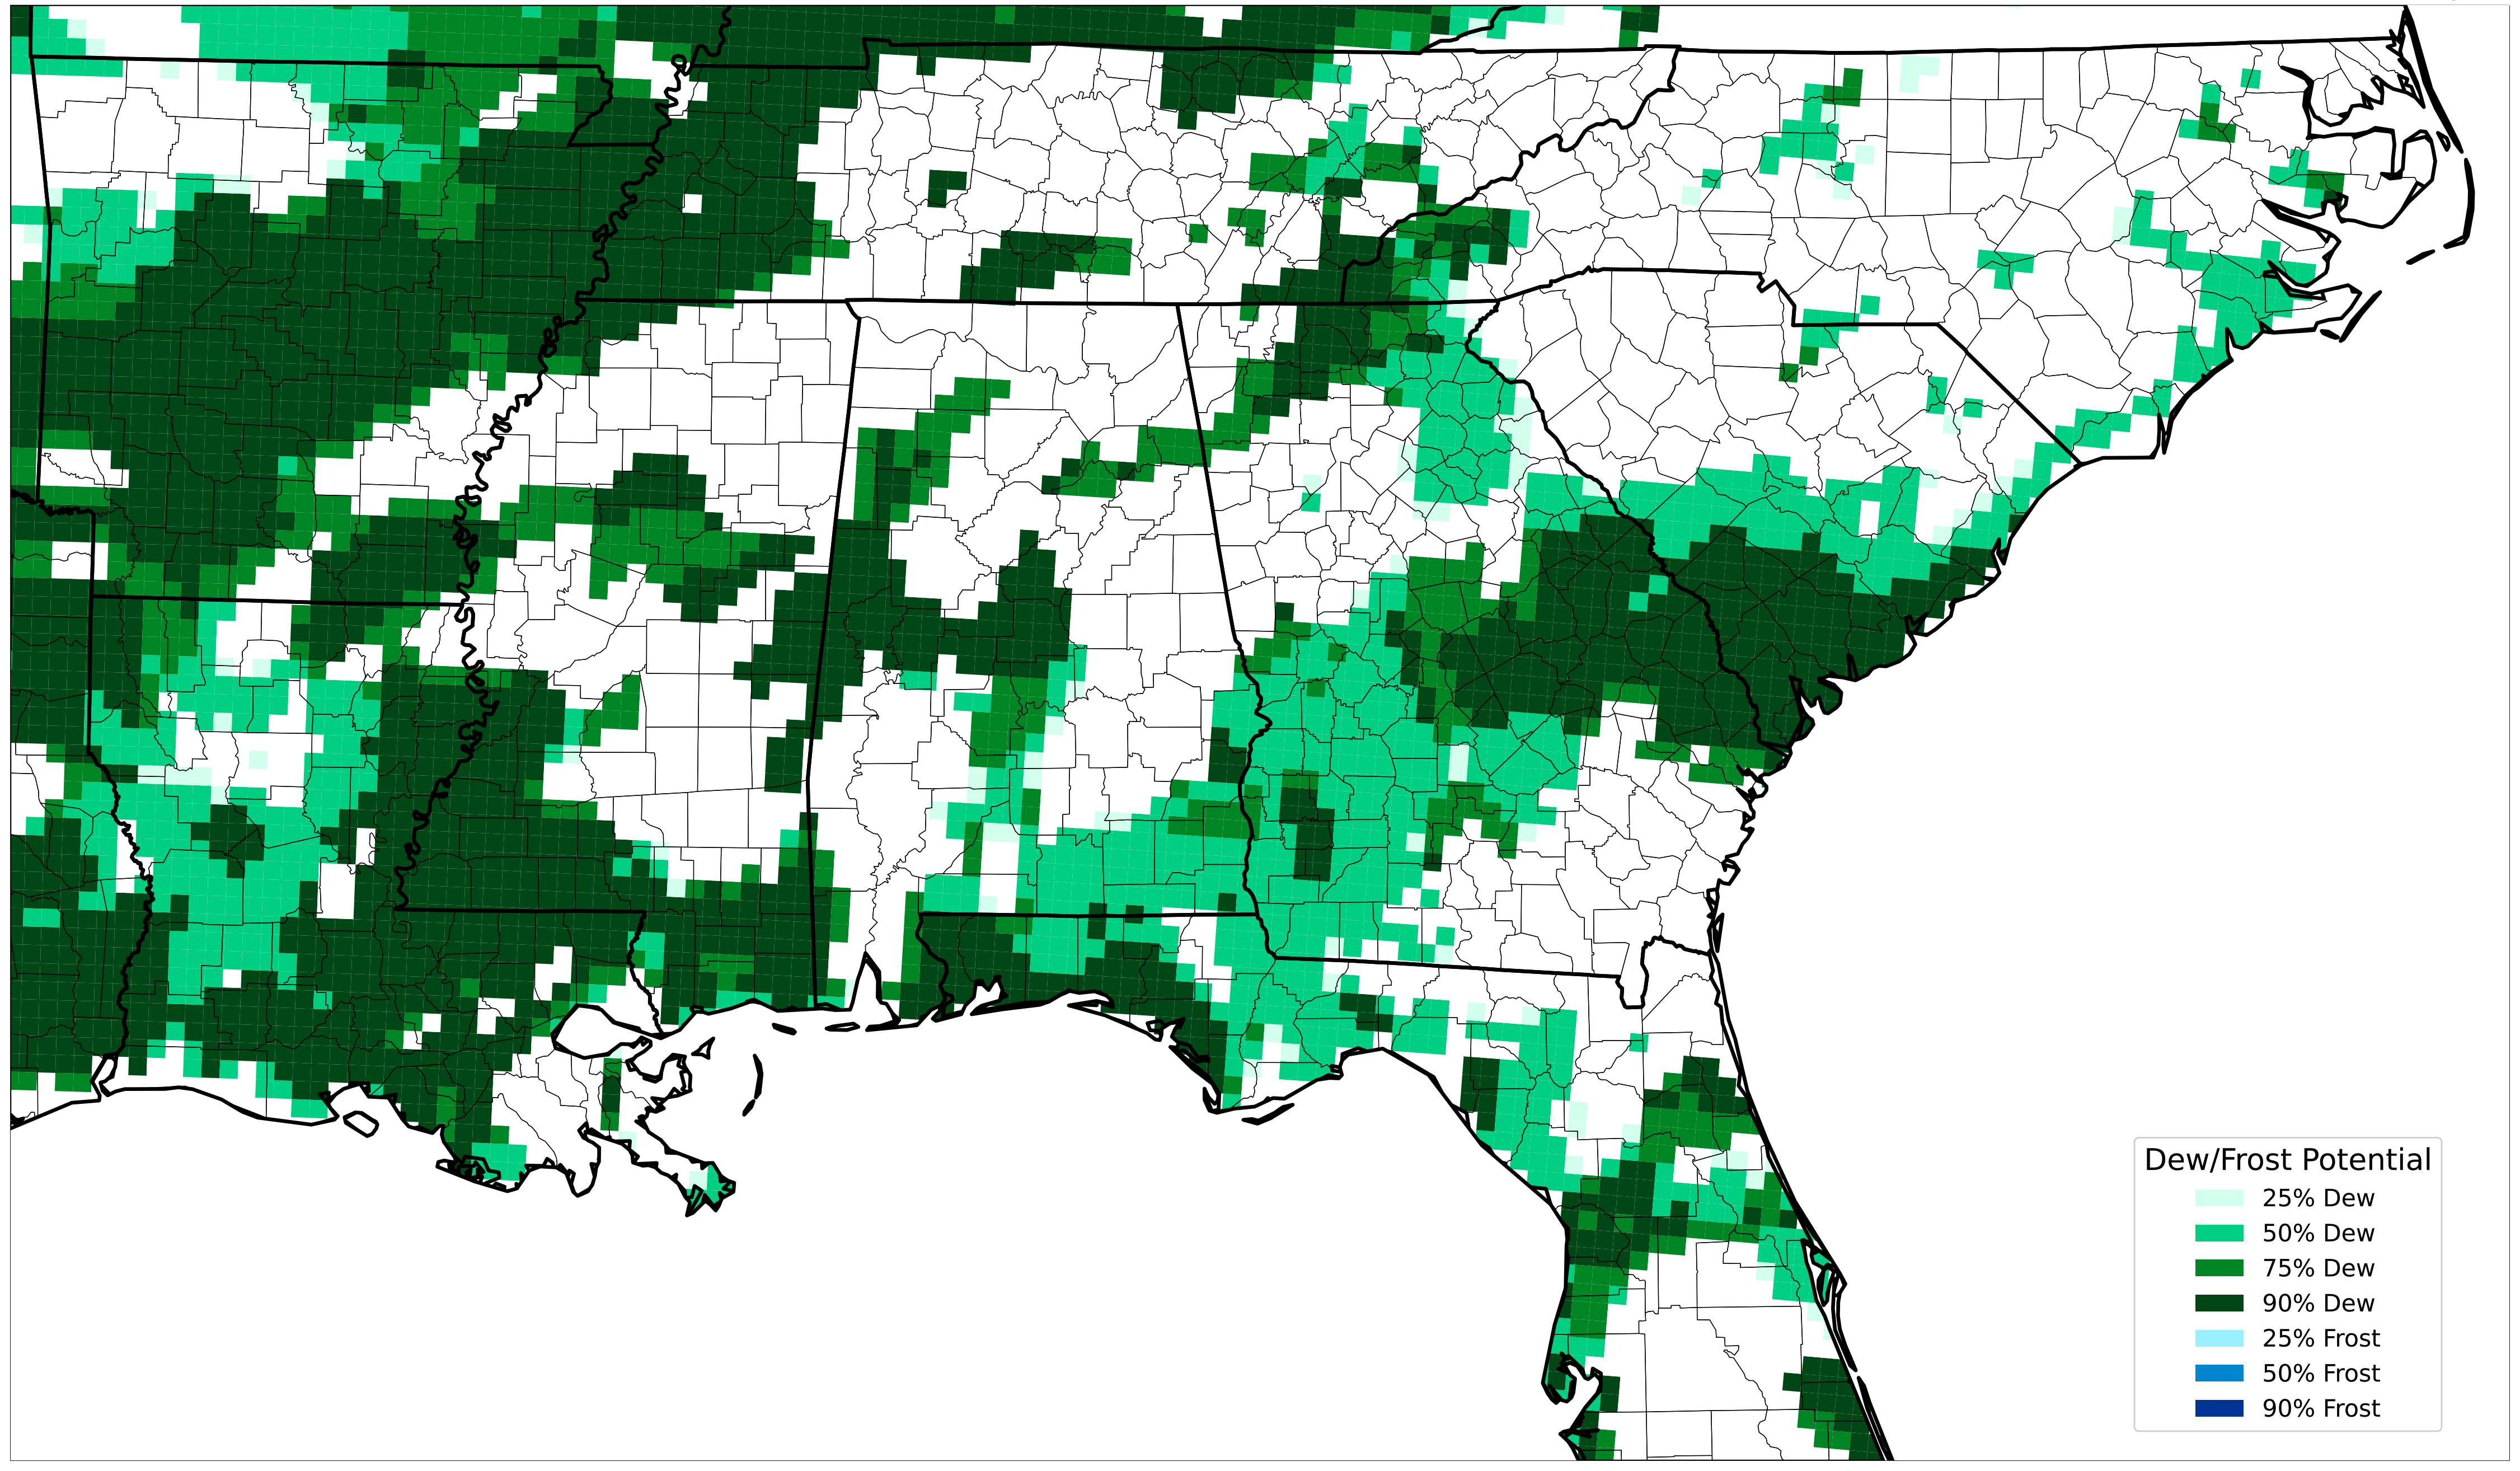 Dew/Frost Potential
25% Dew
50% Dew
75% Dew
90% Dew
25% Frost
50% Frost
90% Frost